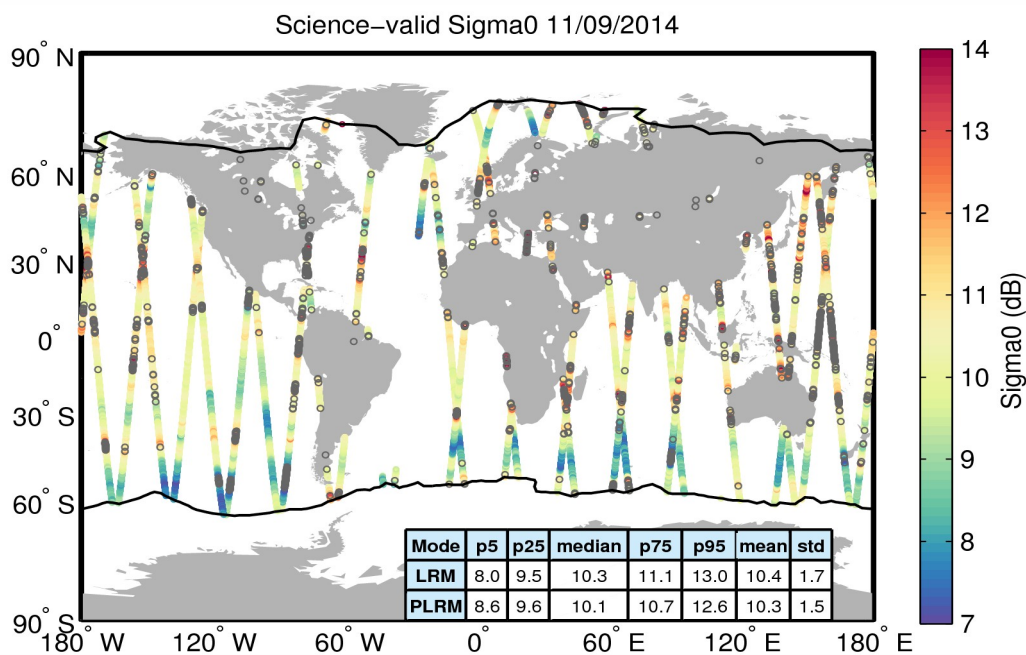 Science−valid Sigma0 11/09/2014
90° N
60° N
30° N
0°
30° S
60° S
90° S
180° W
120° W
60° W
0°
60° E
120° E
180° E
14
13
12
11
10
9
8
7
Sigma0 (dB)
Mode p5 p25 median p75 p95 mean std
LRM 8.0 9.5 10.3 11.1 13.0 10.4 1.7
PLRM 8.6 9.6 10.1 10.7 12.6 10.3 1.5